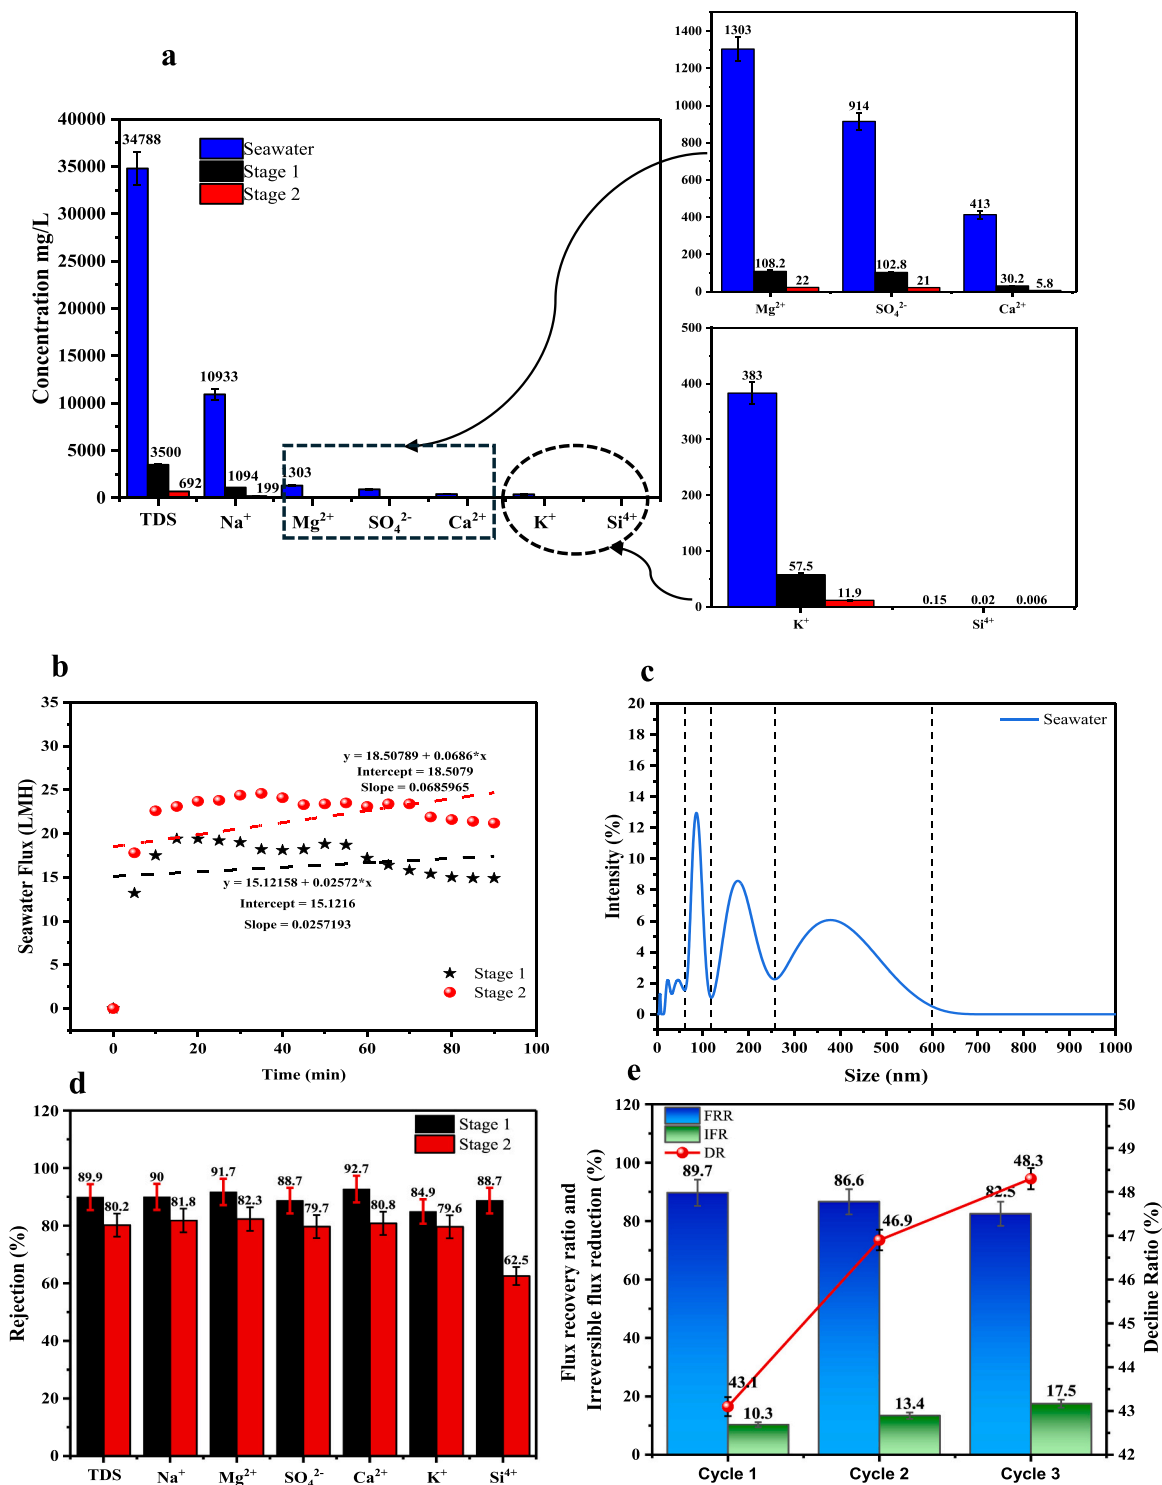 a
40000
35000
30000
25000
20000
15000
10000
5000
0
Concentration mg/L
Seawater
Stage 1
Stage 2
34788
3500
692
10933
1094
199
1303
TDS Na⁺ Mg²⁺ SO₄²⁻ Ca²⁺ K⁺ Si⁴⁺
1400
1200
1000
800
600
400
200
0
1303
108.2
22
914
102.8
21
413
30.2
5.8
Mg²⁺ SO₄²⁻ Ca²⁺
500
400
300
200
100
0
383
57.5
11.9
0.15 0.02 0.006
K⁺ Si⁴⁺
b
35
30
25
20
15
10
5
0
Seawater Flux (LMH)
y = 18.50789 + 0.0686*x
Intercept = 18.5079
Slope = 0.0685965
y = 15.12158 + 0.02572*x
Intercept = 15.1216
Slope = 0.0257193
Stage 1
Stage 2
0 20 40 60 80 100
Time (min)
c
20
18
16
14
12
10
8
6
4
2
0
Intensity (%)
Seawater
0 100 200 300 400 500 600 700 800 900 1000
Size (nm)
d
120
100
80
60
40
20
0
Rejection (%)
Stage 1
Stage 2
89.9 80.2
90 81.8
91.7 82.3
88.7 79.7
92.7 80.8
84.9 79.6
88.7 62.5
TDS Na⁺ Mg²⁺ SO₄²⁻ Ca²⁺ K⁺ Si⁴⁺
e
120
100
80
60
40
20
0
Flux recovery ratio and
Irreversible flux reduction (%)
FRR
IFR
DR
89.7
43.1
10.3
86.6
46.9
13.4
82.5
48.3
17.5
50
49
48
47
46
45
44
43
42
Decline Ratio (%)
Cycle 1 Cycle 2 Cycle 3